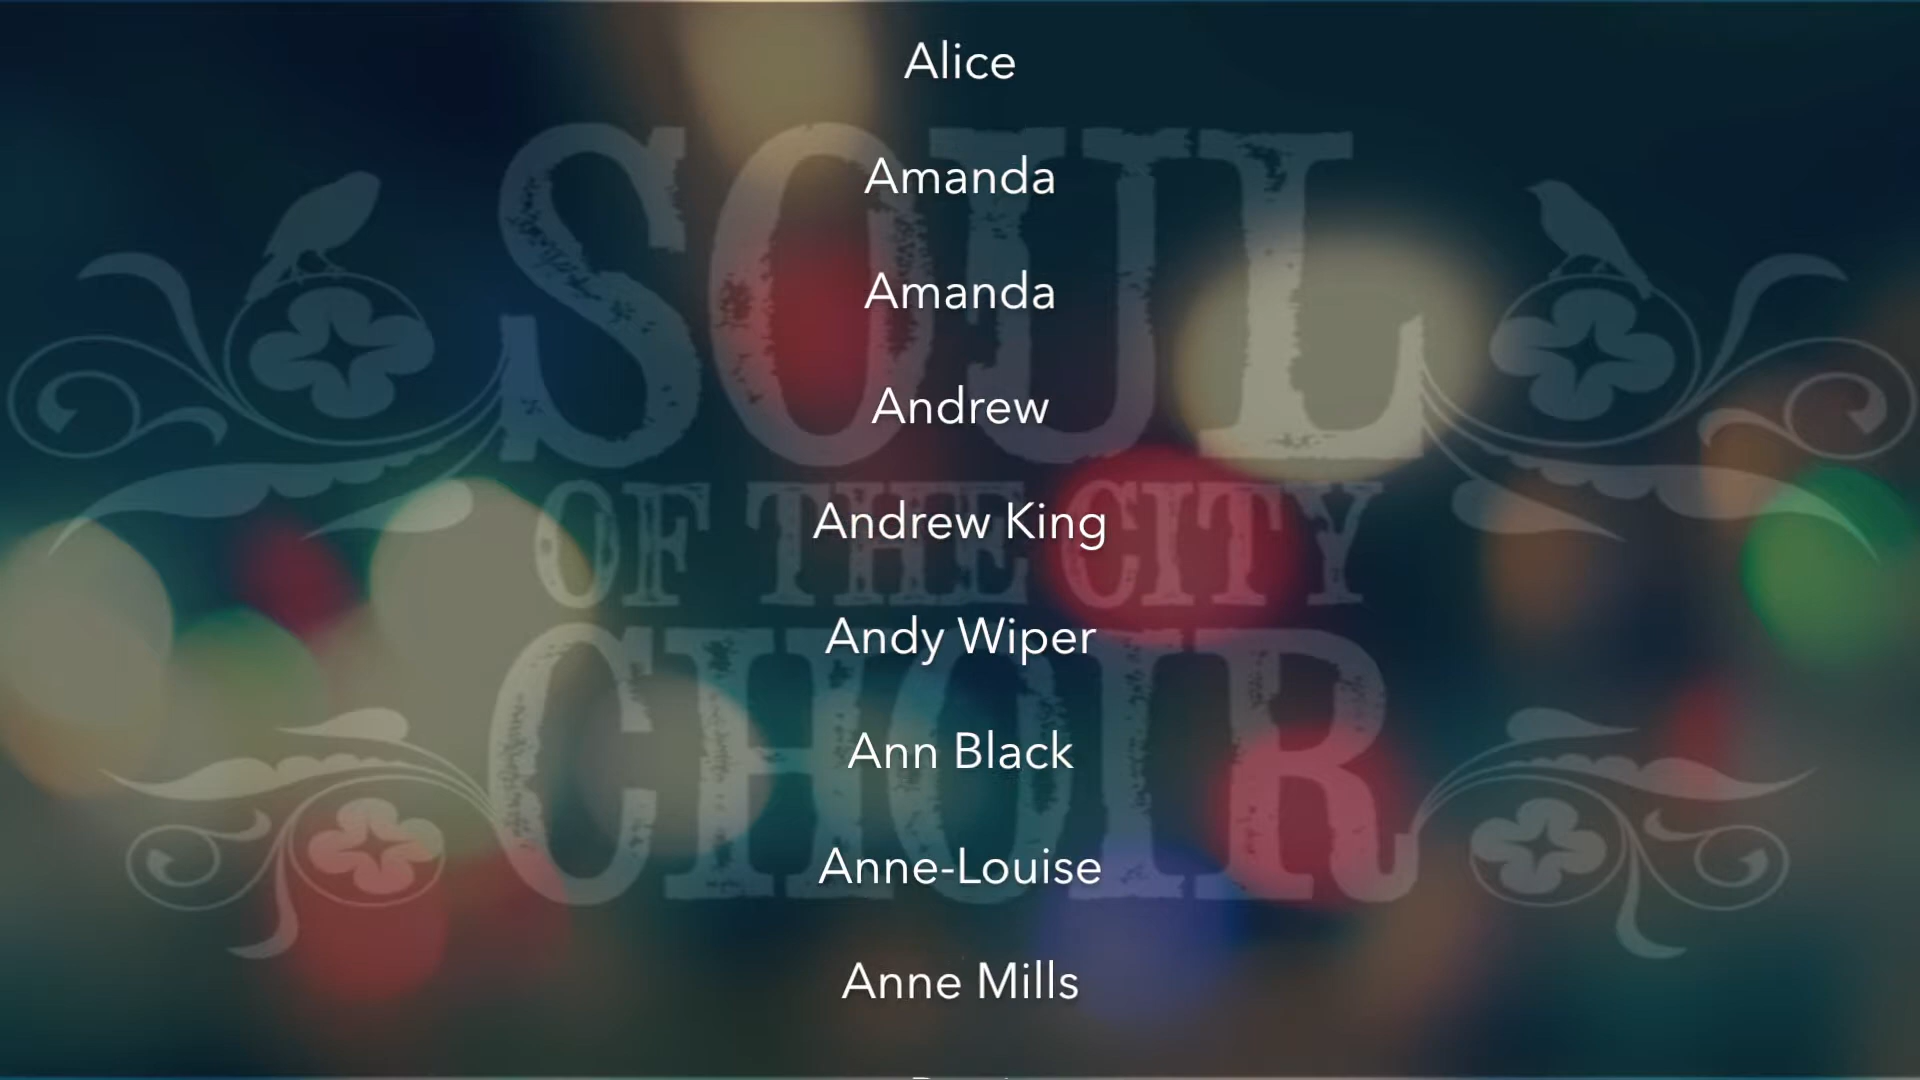 Alice
Amanda
Amanda
Andrew
Andrew King
Andy Wiper
Ann Black
Anne-Louise
Anne Mills
SOUL
OF THE CITY
CHOIR